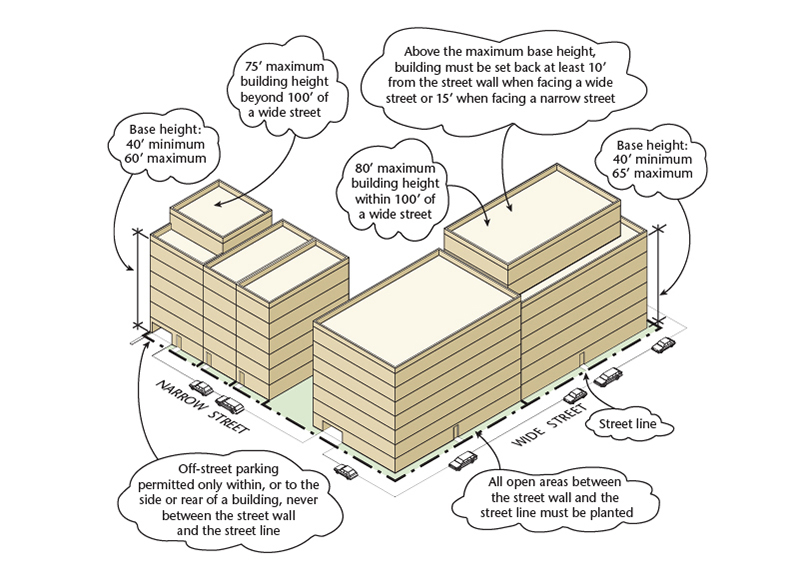 75′ maximum
building height
beyond 100′ of
a wide street
Above the maximum base height,
building must be set back at least 10′
from the street wall when facing a wide
street or 15′ when facing a narrow street
Base height:
40′ minimum
60′ maximum
80′ maximum
building height
within 100′ of
a wide street
Base height:
40′ minimum
65′ maximum
NARROW STREET
WIDE STREET
Street line
Off-street parking
permitted only within, or to the
side or rear of a building, never
between the street wall
and the street line
All open areas between
the street wall and the
street line must be planted